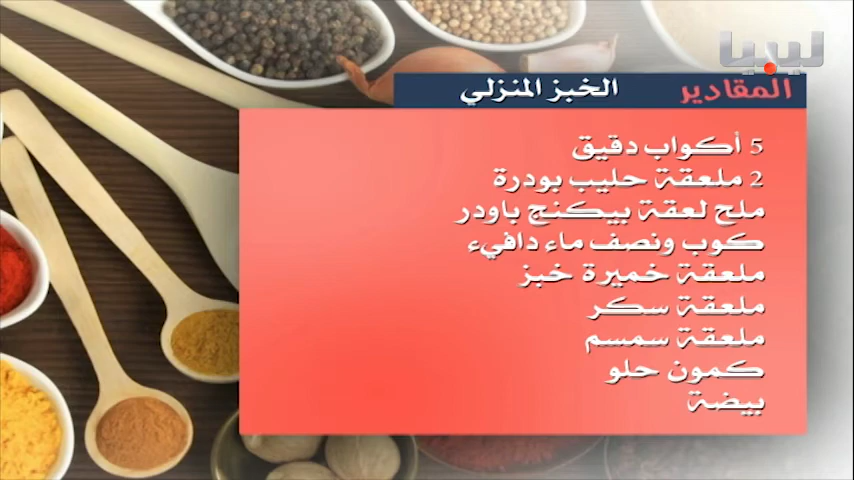 ليبيا
المقادير الخبز المنزلي
5 أكواب دقيق
2 ملعقة حليب بودرة
ملح لعقة بيكنج باودر
كوب ونصف ماء دافيء
ملعقة خميرة خبز
ملعقة سكر
ملعقة سمسم
كمون حلو
بيضة